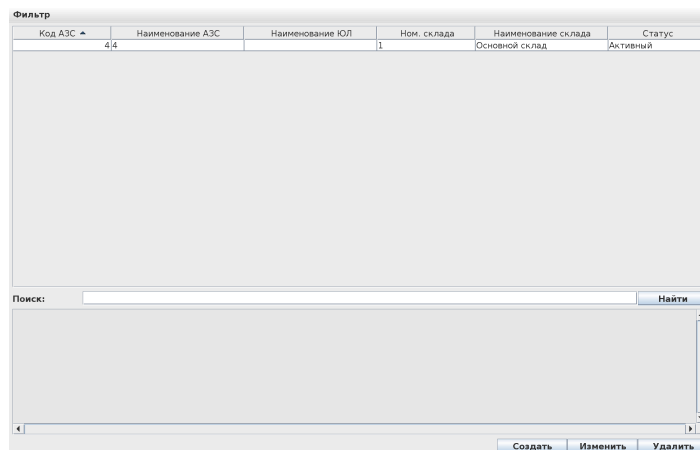 Фильтр
Код АЗС Наименование АЗС Наименование ЮЛ Ном. склада Наименование склада Статус
4 4 1 Основной склад Активный
Поиск: Найти
Создать Изменить Удалить